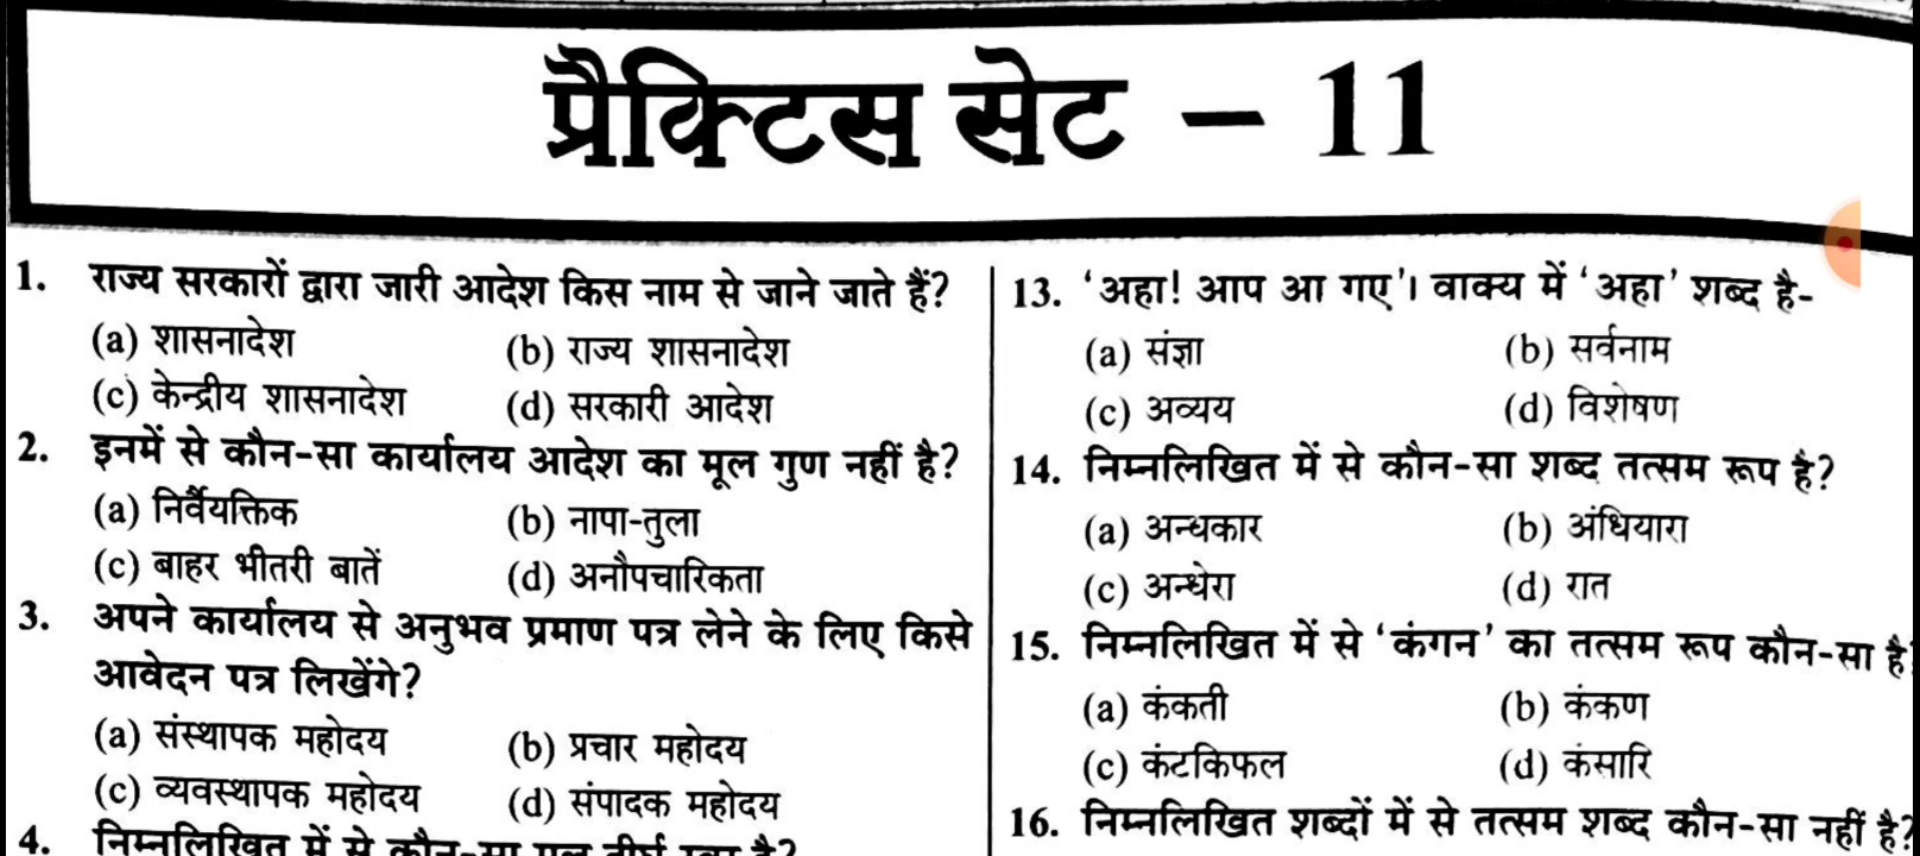 प्रैक्टिस सेट – 11
1. राज्य सरकारों द्वारा जारी आदेश किस नाम से जाने जाते हैं?
(a) शासनादेश (b) राज्य शासनादेश
(c) केन्द्रीय शासनादेश (d) सरकारी आदेश
2. इनमें से कौन-सा कार्यालय आदेश का मूल गुण नहीं है?
(a) निर्वैयक्तिक (b) नापा-तुला
(c) बाहर भीतरी बातें (d) अनौपचारिकता
3. अपने कार्यालय से अनुभव प्रमाण पत्र लेने के लिए किसे
आवेदन पत्र लिखेंगे?
(a) संस्थापक महोदय (b) प्रचार महोदय
(c) व्यवस्थापक महोदय (d) संपादक महोदय
4. निम्नलिखित में से कौन-सा मूल दीर्घ स्वर है?
13. ‘अहा! आप आ गए’। वाक्य में ‘अहा’ शब्द है-
(a) संज्ञा (b) सर्वनाम
(c) अव्यय (d) विशेषण
14. निम्नलिखित में से कौन-सा शब्द तत्सम रूप है?
(a) अन्धकार (b) अंधियारा
(c) अन्धेरा (d) रात
15. निम्नलिखित में से ‘कंगन’ का तत्सम रूप कौन-सा है?
(a) कंकती (b) कंकण
(c) कंटकिफल (d) कंसारि
16. निम्नलिखित शब्दों में से तत्सम शब्द कौन-सा नहीं है?